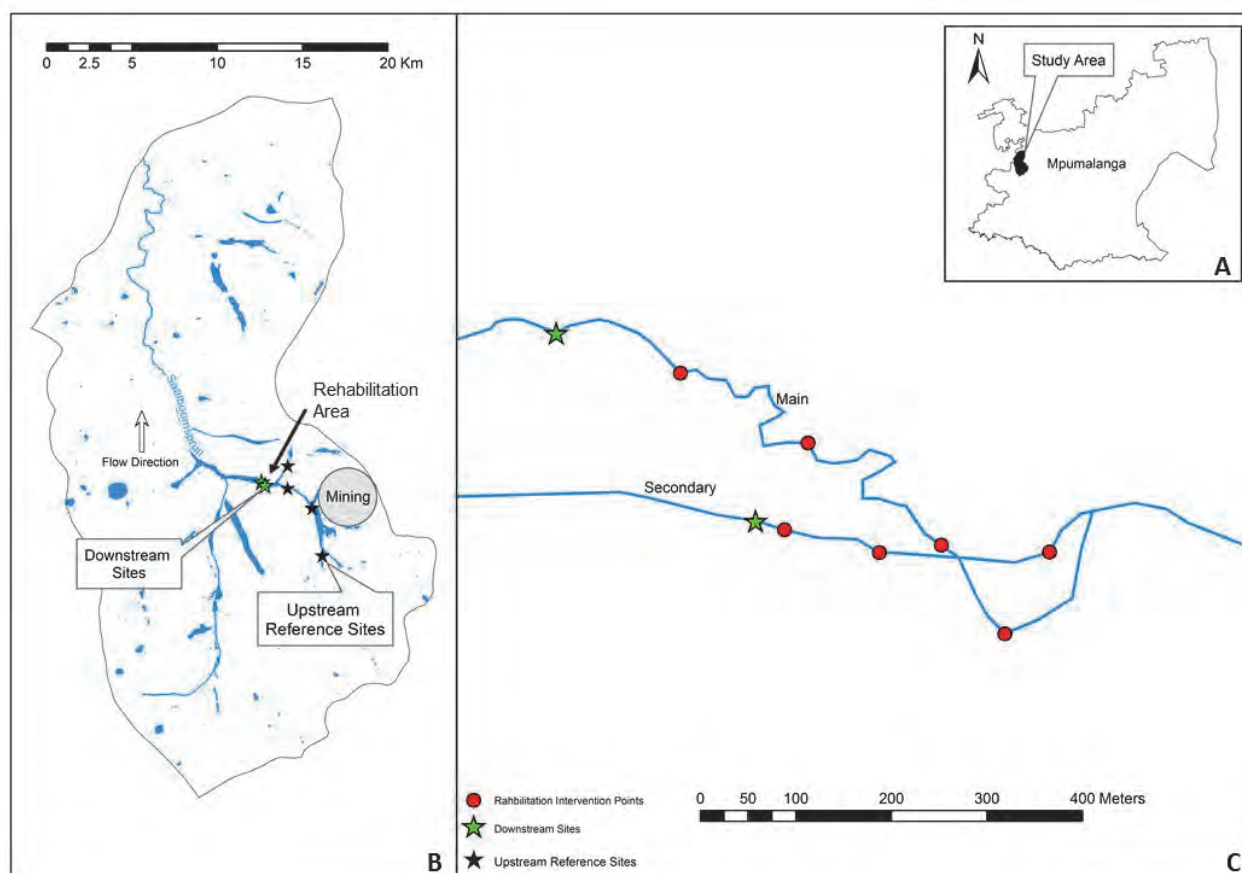 0 2.5 5 10 15 20 Km
Saalboomspruit
Flow Direction
Rehabilitation
Area
Mining
Downstream
Sites
Upstream
Reference Sites
B
N
Study Area
Mpumalanga
A
Main
Secondary
Rahbilitation Intervention Points
Downstream Sites
Upstream Reference Sites
0 50 100 200 300 400 Meters
C